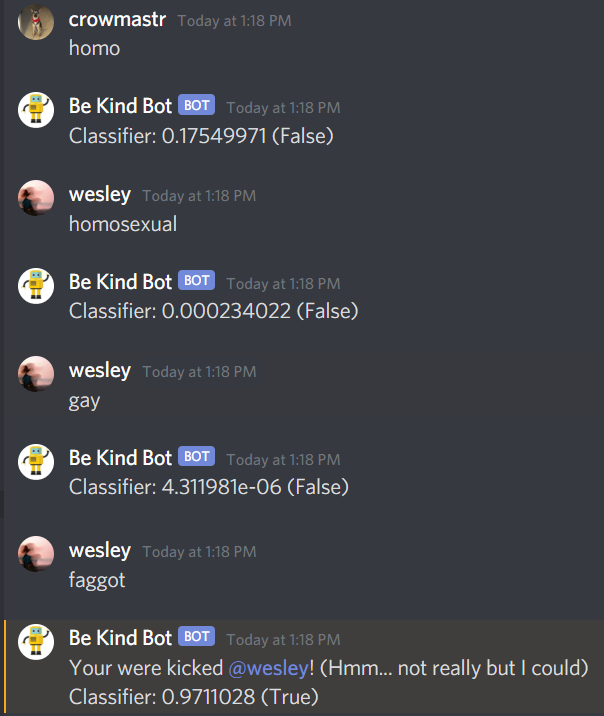 crowmastr Today at 1:18 PM
homo
Be Kind Bot BOT Today at 1:18 PM
Classifier: 0.17549971 (False)
wesley Today at 1:18 PM
homosexual
Be Kind Bot BOT Today at 1:18 PM
Classifier: 0.000234022 (False)
wesley Today at 1:18 PM
gay
Be Kind Bot BOT Today at 1:18 PM
Classifier: 4.311981e-06 (False)
wesley Today at 1:18 PM
faggot
Be Kind Bot BOT Today at 1:18 PM
Your were kicked @wesley! (Hmm... not really but I could)
Classifier: 0.9711028 (True)